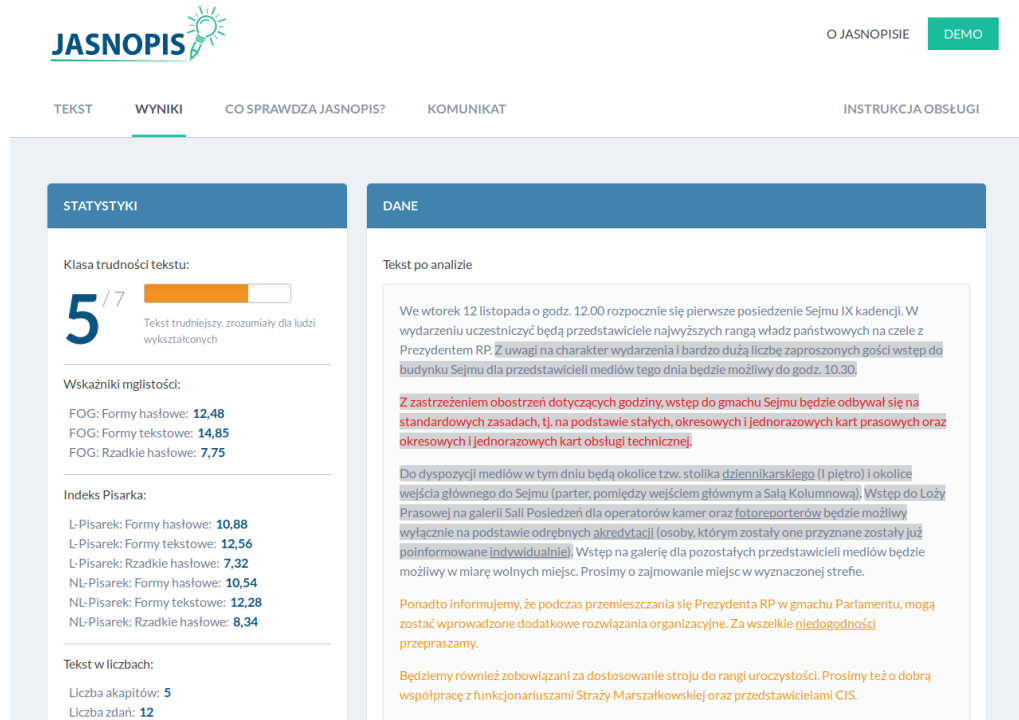 JASNOPIS
O JASNOPISIE
DEMO
TEKST
WYNIKI
CO SPRAWDZA JASNOPIS?
KOMUNIKAT
INSTRUKCJA OBSŁUGI
STATYSTYKI
Klasa trudności tekstu:
5 / 7
Tekst trudniejszy, zrozumiały dla ludzi
wykształconych
Wskaźniki mglistości:
FOG: Formy hasłowe: 12,48
FOG: Formy tekstowe: 14,85
FOG: Rzadkie hasłowe: 7,75
Indeks Pisarka:
L-Pisarek: Formy hasłowe: 10,88
L-Pisarek: Formy tekstowe: 12,56
L-Pisarek: Rzadkie hasłowe: 7,32
NL-Pisarek: Formy hasłowe: 10,54
NL-Pisarek: Formy tekstowe: 12,28
NL-Pisarek: Rzadkie hasłowe: 8,34
Tekst w liczbach:
Liczba akapitów: 5
Liczba zdań: 12
DANE
Tekst po analizie
We wtorek 12 listopada o godz. 12.00 rozpocznie się pierwsze posiedzenie Sejmu IX kadencji. W
wydarzeniu uczestniczyć będą przedstawiciele najwyższych rangą władz państwowych na czele z
Prezydentem RP. Z uwagi na charakter wydarzenia i bardzo dużą liczbę zaproszonych gości wstęp do
budynku Sejmu dla przedstawicieli mediów tego dnia będzie możliwy do godz. 10.30.
Z zastrzeżeniem obostrzeń dotyczących godziny, wstęp do gmachu Sejmu będzie odbywał się na
standardowych zasadach, tj. na podstawie stałych, okresowych i jednorazowych kart prasowych oraz
okresowych i jednorazowych kart obsługi technicznej.
Do dyspozycji mediów w tym dniu będą okolice tzw. stolika dziennikarskiego (I piętro) i okolice
wejścia głównego do Sejmu (parter, pomiędzy wejściem głównym a Salą Kolumnową). Wstęp do Loży
Prasowej na galerii Sali Posiedzeń dla operatorów kamer oraz fotoreporterów będzie możliwy
wyłącznie na podstawie odrębnych akredytacji (osoby, którym zostały one przyznane zostały już
poinformowane indywidualnie). Wstęp na galerię dla pozostałych przedstawicieli mediów będzie
możliwy w miarę wolnych miejsc. Prosimy o zajmowanie miejsc w wyznaczonej strefie.
Ponadto informujemy, że podczas przemieszczania się Prezydenta RP w gmachu Parlamentu, mogą
zostać wprowadzone dodatkowe rozwiązania organizacyjne. Za wszelkie niedogodności
przepraszamy.
Będziemy również zobowiązani za dostosowanie stroju do rangi uroczystości. Prosimy też o dobrą
współpracę z funkcjonariuszami Straży Marszałkowskiej oraz przedstawicielami CIS.